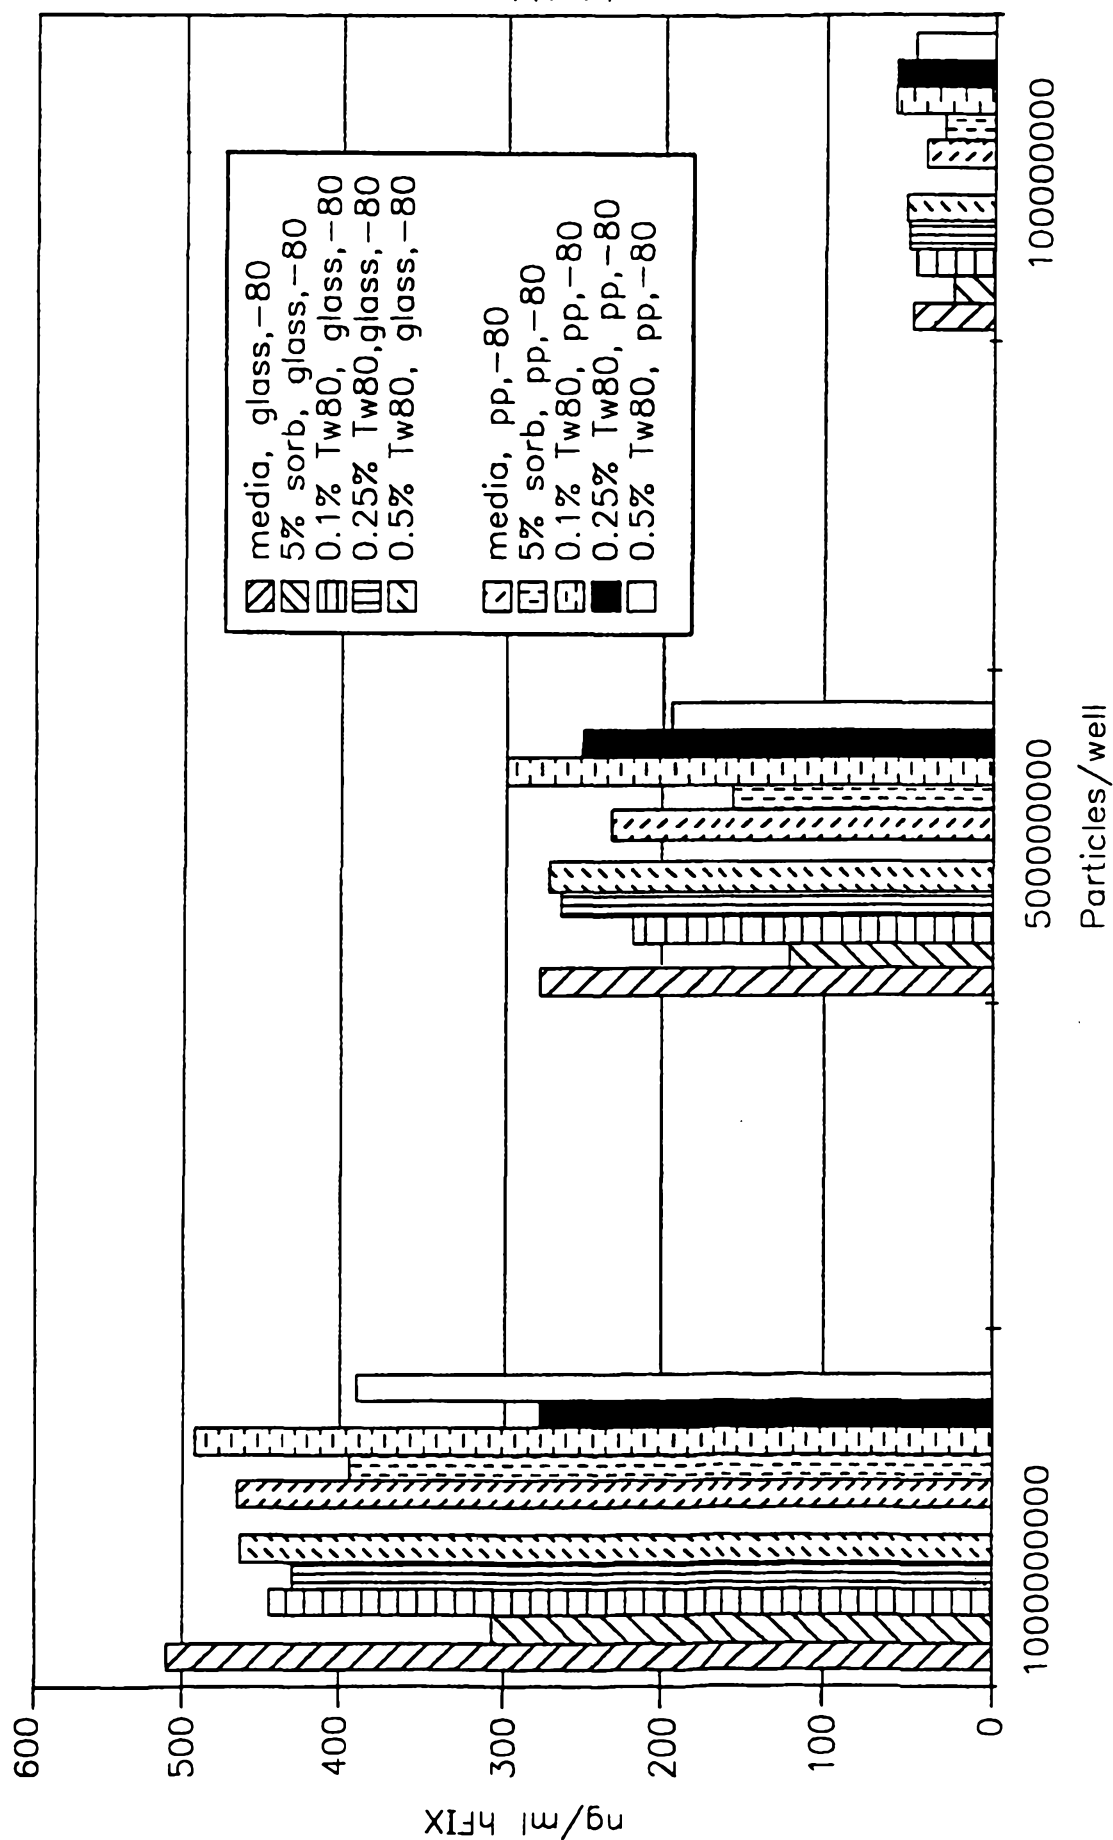 ng/ml hFIX
600
500
400
300
200
100
0
media, glass,-80
5% sorb, glass,-80
0.1% Tw80, glass,-80
0.25% Tw80,glass,-80
0.5% Tw80, glass,-80
media, pp,-80
5% sorb, pp,-80
0.1% Tw80, pp,-80
0.25% Tw80, pp,-80
0.5% Tw80, pp,-80
1000000000
500000000
100000000
Particles/well